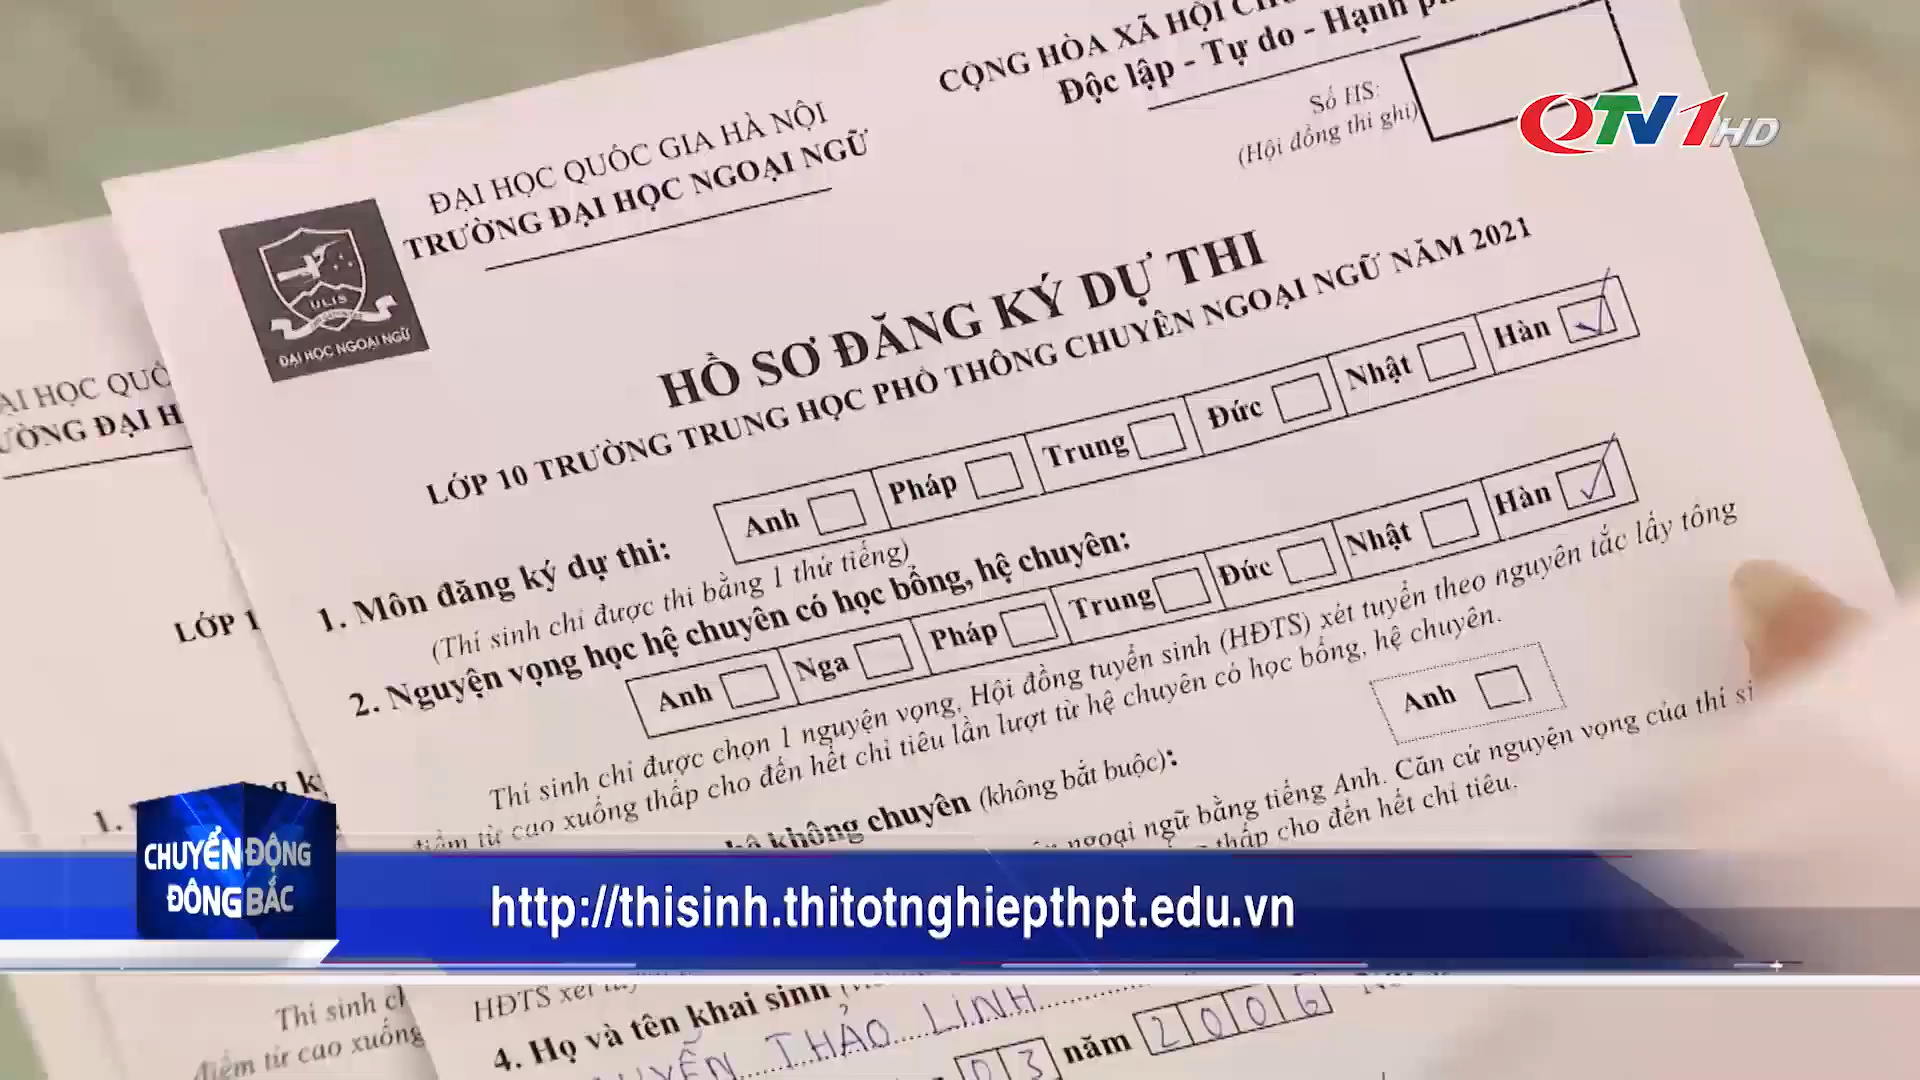 CỘNG HÒA XÃ HỘI
Độc lập - Tự do - Hạnh
ĐẠI HỌC QUỐC GIA HÀ NỘI
TRƯỜNG ĐẠI HỌC NGOẠI NGỮ
Số HS:
(Hội đồng thi ghi)
QTV1HD
ULIS
ĐẠI HỌC NGOẠI NGỮ
HỒ SƠ ĐĂNG KÝ DỰ THI
LỚP 10 TRƯỜNG TRUNG HỌC PHỔ THÔNG CHUYÊN NGOẠI NGỮ NĂM 2021
1. Môn đăng ký dự thi: Anh Pháp Trung Đức Nhật Hàn
(Thí sinh chỉ được thi bằng 1 thứ tiếng)
2. Nguyện vọng học hệ chuyên có học bổng, hệ chuyên:
Anh Nga Pháp Trung Đức Nhật Hàn
Thí sinh chỉ được chọn 1 nguyện vọng. Hội đồng tuyển sinh (HĐTS) xét tuyển theo nguyên tắc lấy tổng
điểm từ cao xuống thấp cho đến hết chỉ tiêu lần lượt từ hệ chuyên có học bổng, hệ chuyên.
hệ không chuyên (không bắt buộc): Anh
ngoại ngữ bằng tiếng Anh. Căn cứ nguyện vọng của thí
thấp cho đến hết chỉ tiêu.
CHUYỂN ĐỘNG
ĐÔNG BẮC
http://thisinh.thitotnghiepthpt.edu.vn
HĐTS xét
4. Họ và tên khai sinh
THẢO LINH
03 năm 2006
HỌC
ĐẠI
LỚP
1.
Thí sinh
điểm từ cao xuống